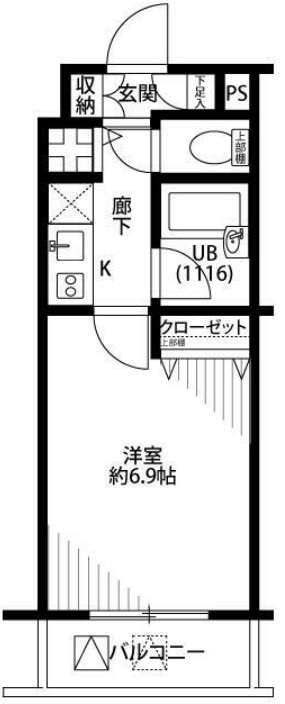 収納
玄関
下足入
PS
上部棚
廊下
K
UB
(1116)
クローゼット
上部棚
洋室
約6.9帖
バルコニー